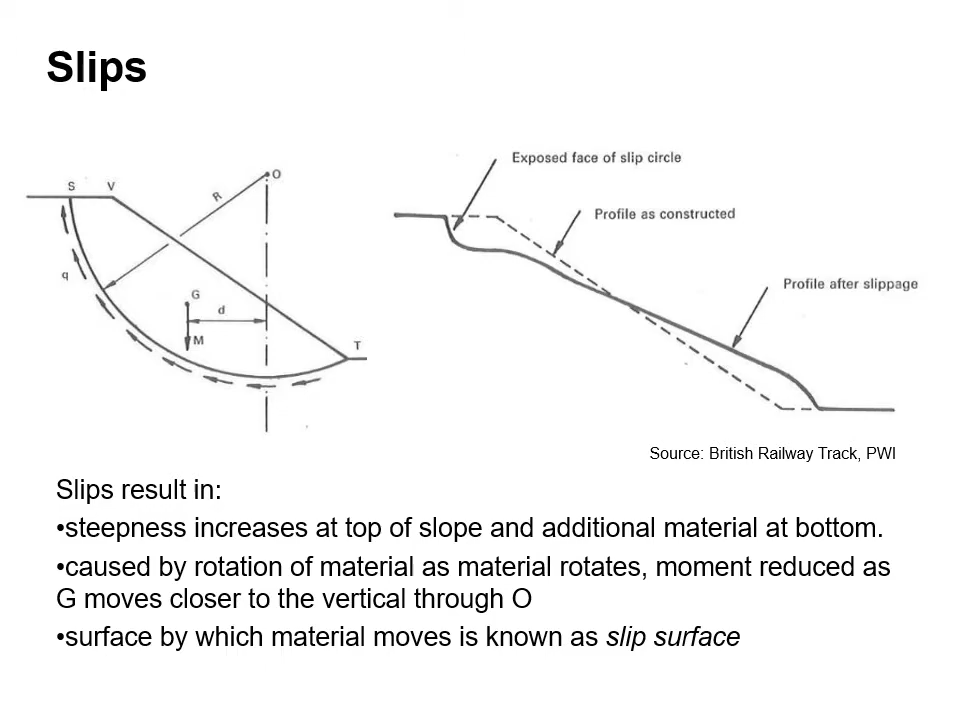 Slips
Exposed face of slip circle
Profile as constructed
Profile after slippage
S V O
R
q
G
d
M
T
Source: British Railway Track, PWI
Slips result in:
•steepness increases at top of slope and additional material at bottom.
•caused by rotation of material as material rotates, moment reduced as
G moves closer to the vertical through O
•surface by which material moves is known as slip surface